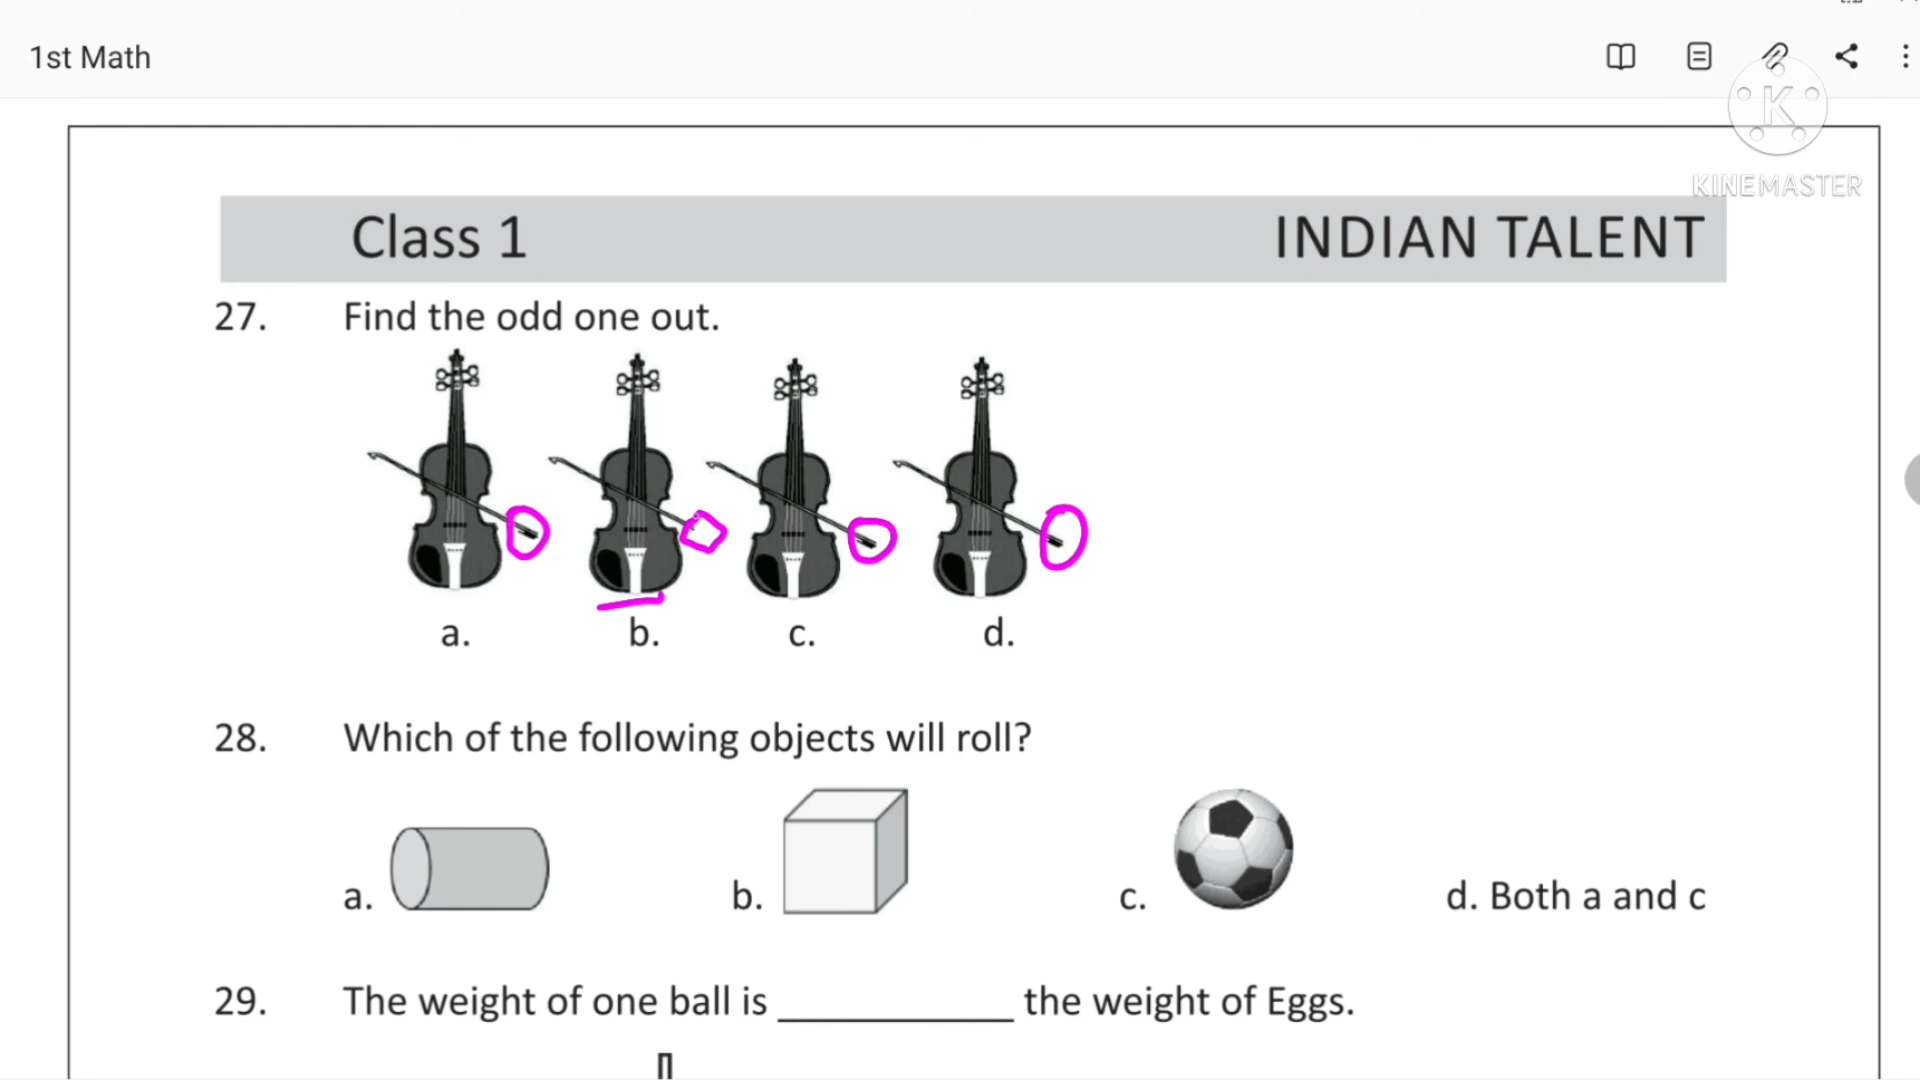 1st Math
K
KINEMASTER
Class 1 INDIAN TALENT
27. Find the odd one out.
a. b. c. d.
28. Which of the following objects will roll?
a. b. c. d. Both a and c
29. The weight of one ball is ____________ the weight of Eggs.